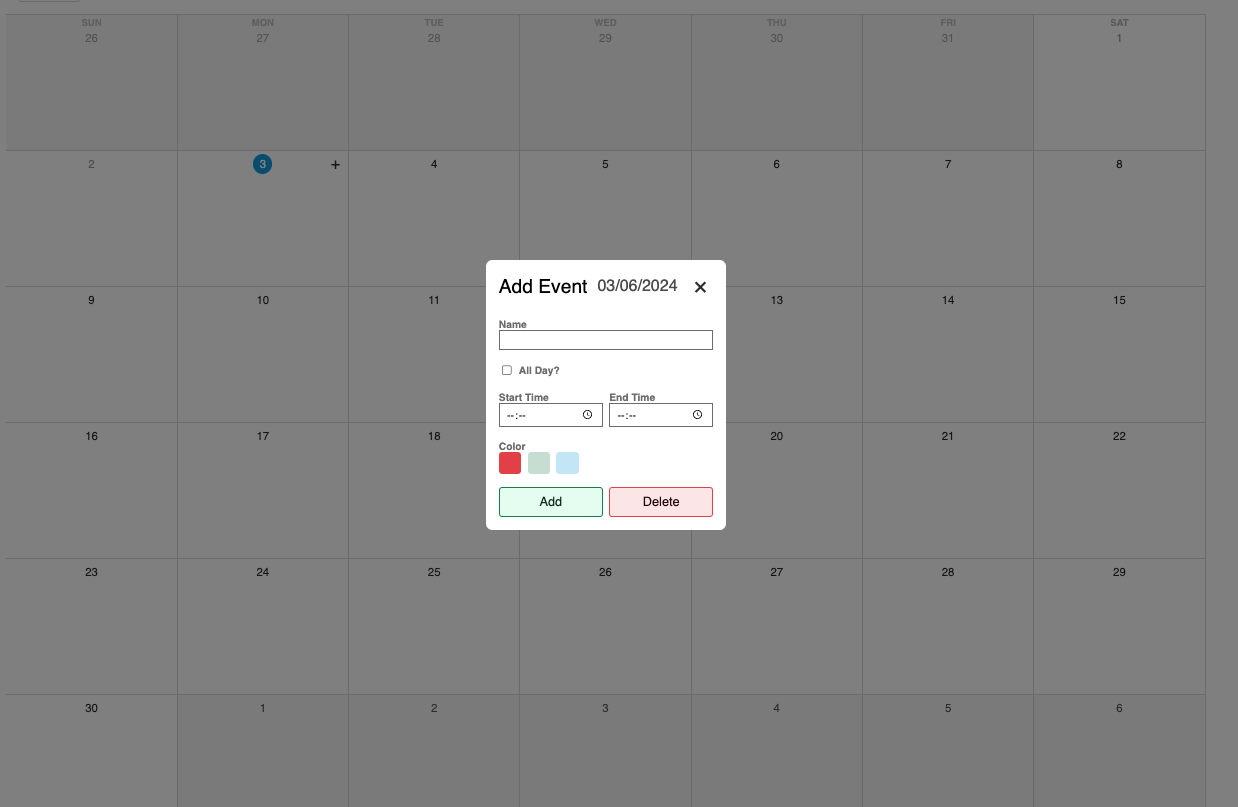 SUN MON TUE WED THU FRI SAT
26 27 28 29 30 31 1
2 3 + 4 5 6 7 8
Add Event 03/06/2024 ×
9 10 11 13 14 15
Name
All Day?
Start Time End Time
--:-- --:--
16 17 18 20 21 22
Color
Add Delete
23 24 25 26 27 28 29
30 1 2 3 4 5 6